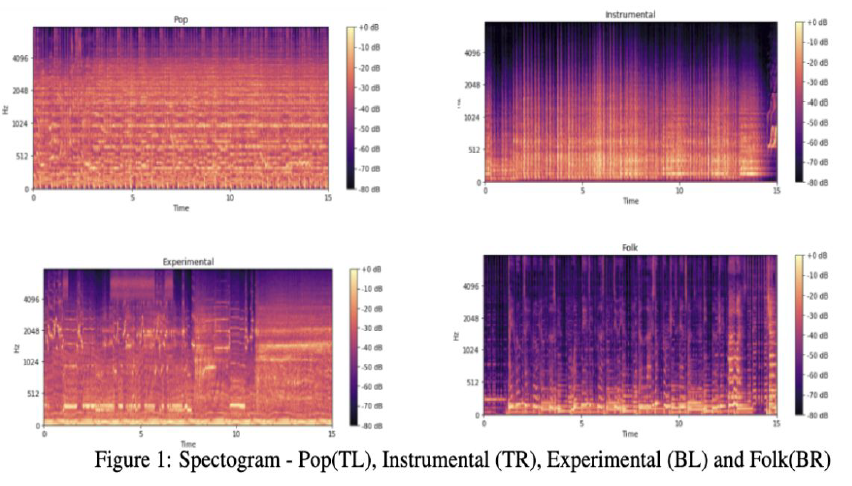 Pop
4096
2048
1024
512
0
Hz
0 5 10 15
Time
+0 dB
-10 dB
-20 dB
-30 dB
-40 dB
-50 dB
-60 dB
-70 dB
-80 dB
Instrumental
4096
2048
1024
512
0
0 5 10 15
Time
+0 dB
-10 dB
-20 dB
-30 dB
-40 dB
-50 dB
-60 dB
-70 dB
-80 dB
Experimental
4096
2048
1024
512
0
Hz
0 5 10 15
Time
+0 dB
-10 dB
-20 dB
-30 dB
-40 dB
-50 dB
-60 dB
-70 dB
-80 dB
Folk
4096
2048
1024
512
0
Hz
0 5 10 15
Time
+0 dB
-10 dB
-20 dB
-30 dB
-40 dB
-50 dB
-60 dB
-70 dB
-80 dB
Figure 1: Spectogram - Pop(TL), Instrumental (TR), Experimental (BL) and Folk(BR)